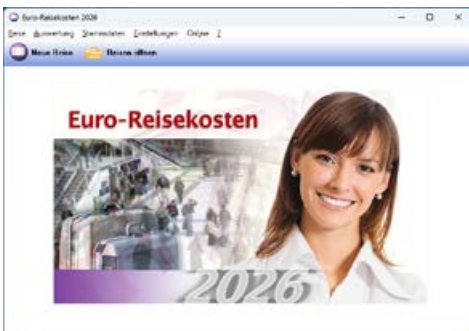 Euro-Reisekosten 2026
Reise Auswertung Stammdaten Einstellungen Online ?
Neue Reise Reisen öffnen
Euro-Reisekosten
2026